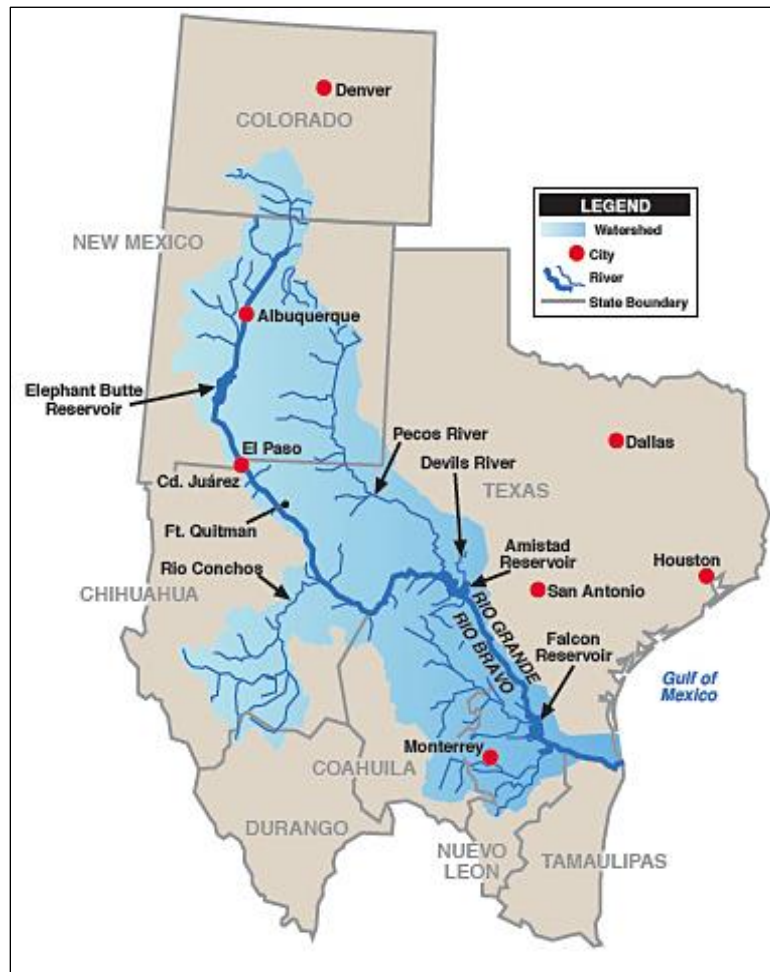 Denver
COLORADO
LEGEND
Watershed
City
River
State Boundary
NEW MEXICO
Albuquerque
Elephant Butte
Reservoir
El Paso
Cd. Juárez
Pecos River
Devils River
Dallas
TEXAS
Ft. Quitman
Amistad
Reservoir
Rio Conchos
Houston
CHIHUAHUA
San Antonio
RIO GRANDE
RIO BRAVO
Falcon
Reservoir
Gulf of
Mexico
Monterrey
COAHUILA
DURANGO
NUEVO
LEON
TAMAULIPAS